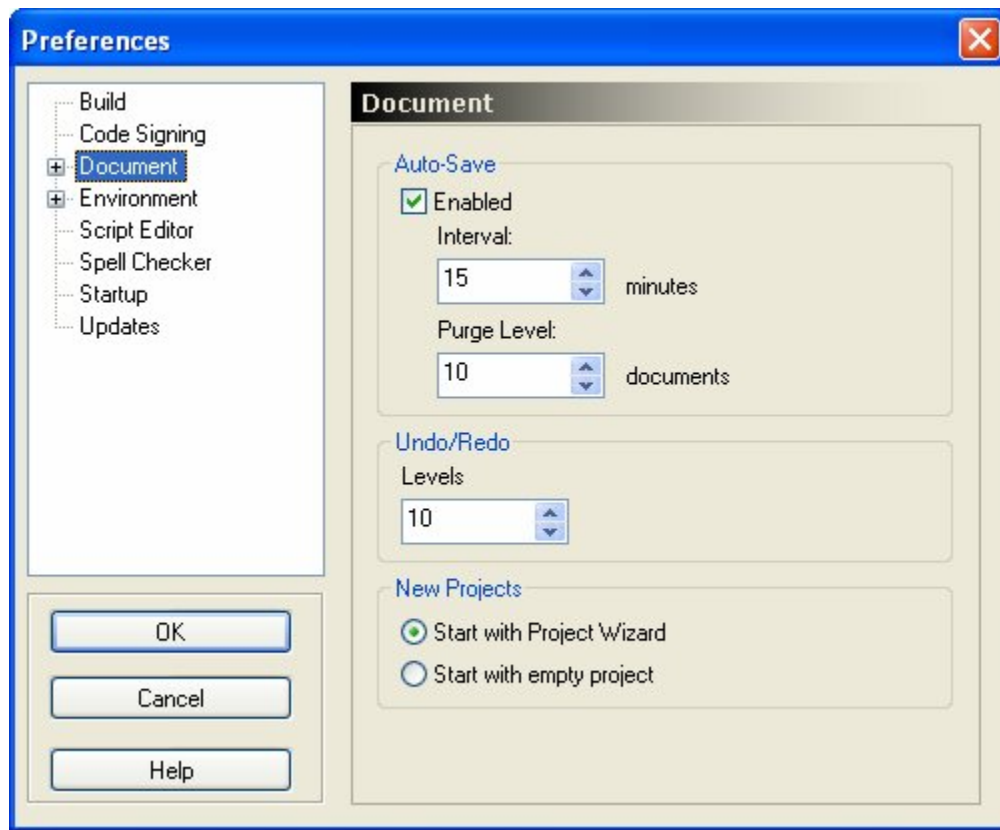 Preferences
Build
Code Signing
Document
Environment
Script Editor
Spell Checker
Startup
Updates
OK
Cancel
Help
Document
Auto-Save
Enabled
Interval:
15 minutes
Purge Level:
10 documents
Undo/Redo
Levels
10
New Projects
Start with Project Wizard
Start with empty project